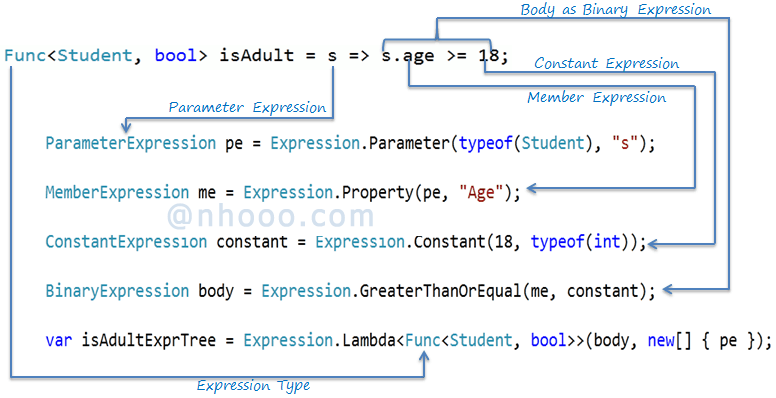 Body as Binary Expression
Func<Student, bool> isAdult = s => s.age >= 18;
Constant Expression
Member Expression
Parameter Expression
ParameterExpression pe = Expression.Parameter(typeof(Student), "s");
MemberExpression me = Expression.Property(pe, "Age");
@nhooo.com
ConstantExpression constant = Expression.Constant(18, typeof(int));
BinaryExpression body = Expression.GreaterThanOrEqual(me, constant);
var isAdultExprTree = Expression.Lambda<Func<Student, bool>>(body, new[] { pe });
Expression Type